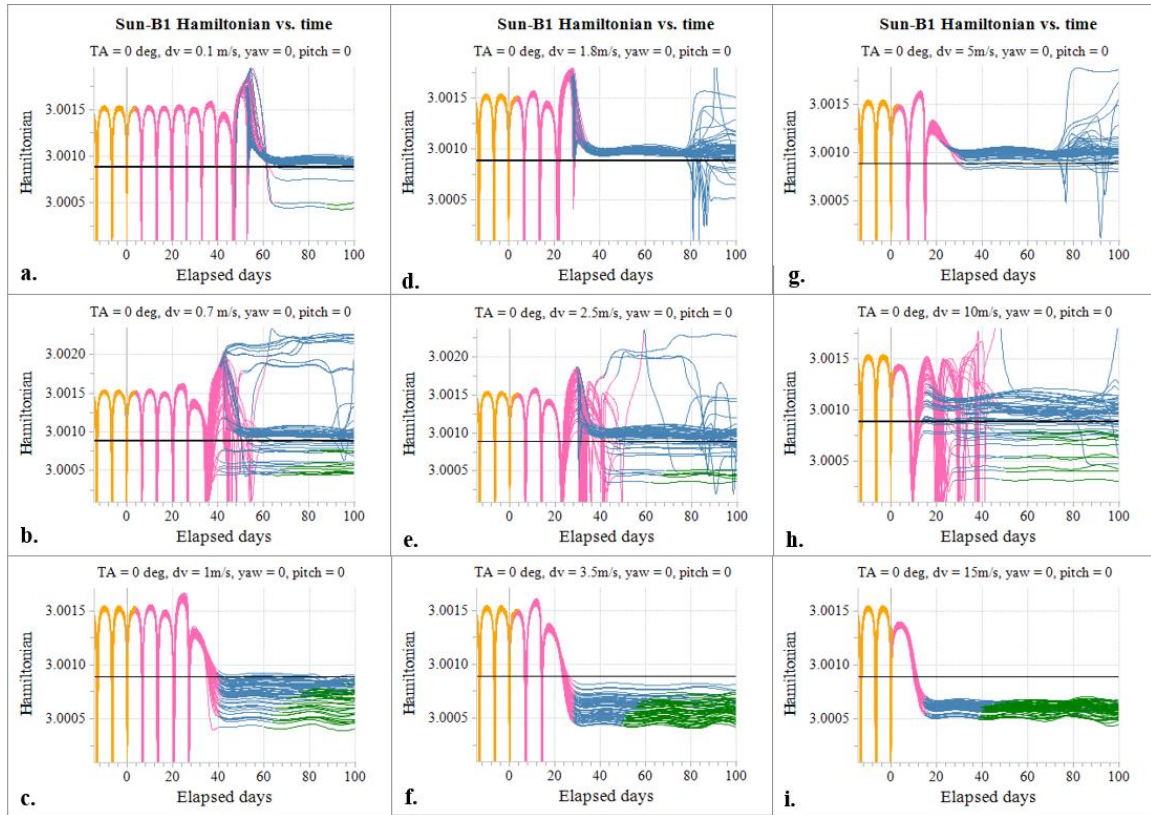 Sun-B1 Hamiltonian vs. time
TA = 0 deg, dv = 0.1 m/s, yaw = 0, pitch = 0
Hamiltonian
3.0015
3.0010
3.0005
0 20 40 60 80 100
Elapsed days
a.
Sun-B1 Hamiltonian vs. time
TA = 0 deg, dv = 1.8m/s, yaw = 0, pitch = 0
Hamiltonian
3.0015
3.0010
3.0005
0 20 40 60 80 100
Elapsed days
d.
Sun-B1 Hamiltonian vs. time
TA = 0 deg, dv = 5m/s, yaw = 0, pitch = 0
Hamiltonian
3.0015
3.0010
3.0005
0 20 40 60 80 100
Elapsed days
g.
TA = 0 deg, dv = 0.7 m/s, yaw = 0, pitch = 0
Hamiltonian
3.0020
3.0015
3.0010
3.0005
0 20 40 60 80 100
Elapsed days
b.
TA = 0 deg, dv = 2.5m/s, yaw = 0, pitch = 0
Hamiltonian
3.0020
3.0015
3.0010
3.0005
0 20 40 60 80 100
Elapsed days
e.
TA = 0 deg, dv = 10m/s, yaw = 0, pitch = 0
Hamiltonian
3.0015
3.0010
3.0005
0 20 40 60 80 100
Elapsed days
h.
TA = 0 deg, dv = 1m/s, yaw = 0, pitch = 0
Hamiltonian
3.0015
3.0010
3.0005
0 20 40 60 80 100
Elapsed days
c.
TA = 0 deg, dv = 3.5m/s, yaw = 0, pitch = 0
Hamiltonian
3.0015
3.0010
3.0005
0 20 40 60 80 100
Elapsed days
f.
TA = 0 deg, dv = 15m/s, yaw = 0, pitch = 0
Hamiltonian
3.0015
3.0010
3.0005
0 20 40 60 80 100
Elapsed days
i.